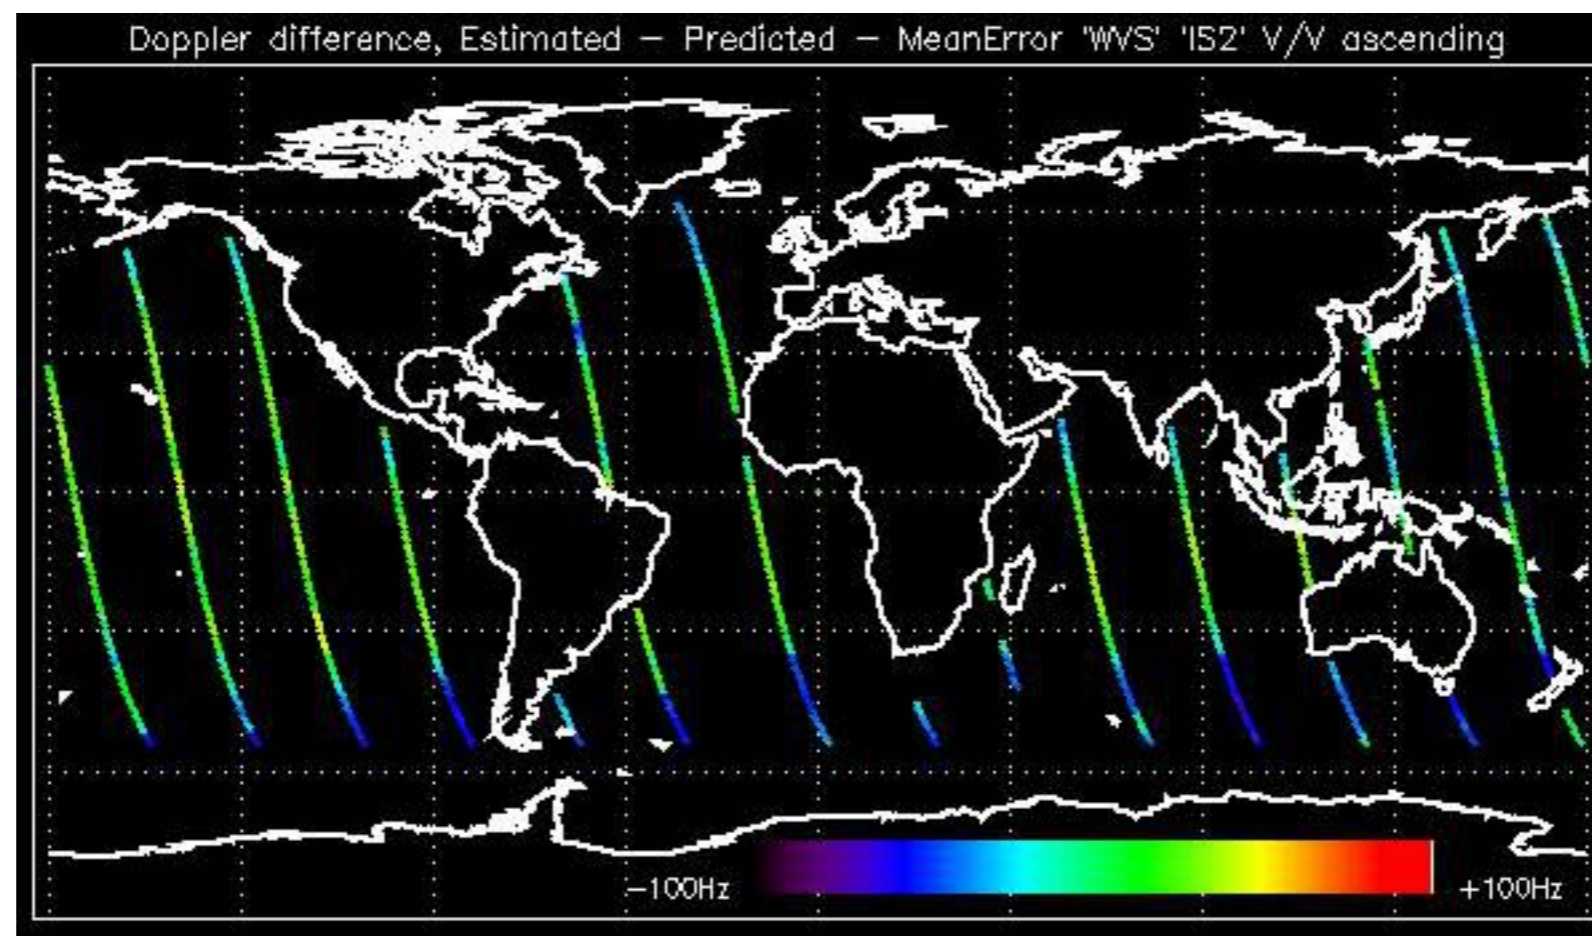 Doppler difference, Estimated – Predicted – MeanError 'WVS' 'IS2' V/V ascending
–100Hz
+100Hz